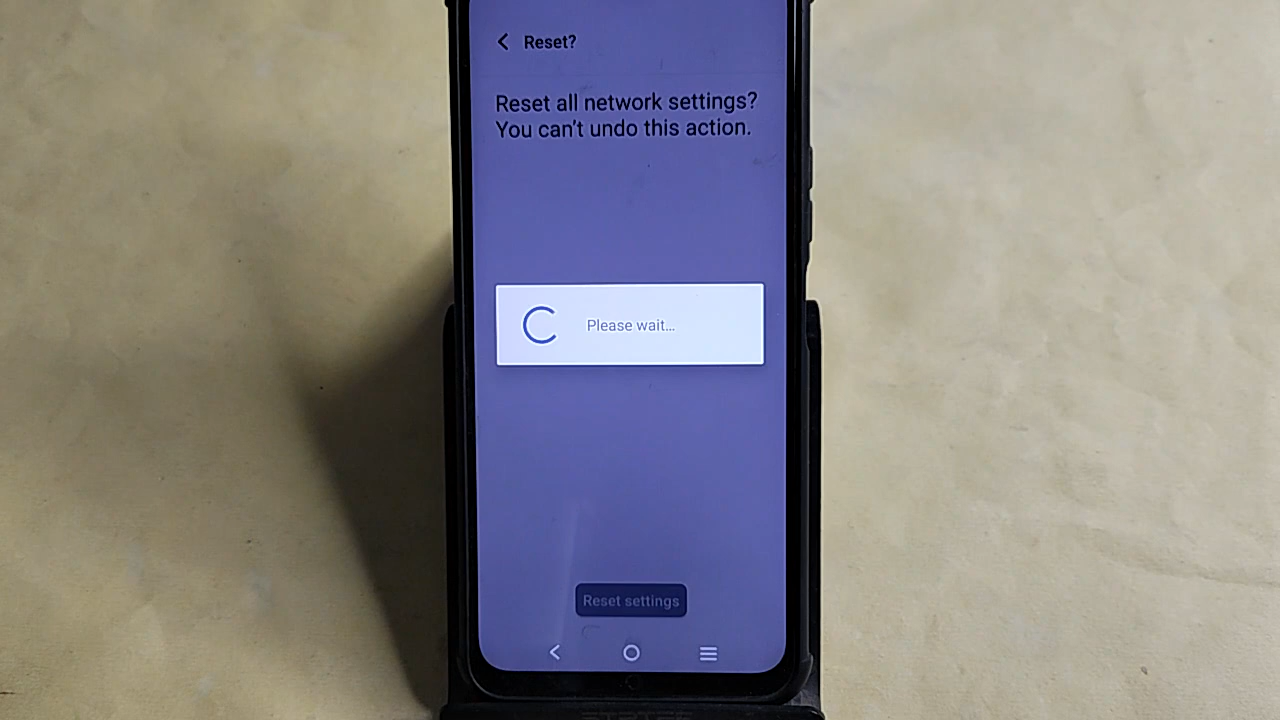 Reset?
Reset all network settings?
You can't undo this action.
Please wait...
Reset settings